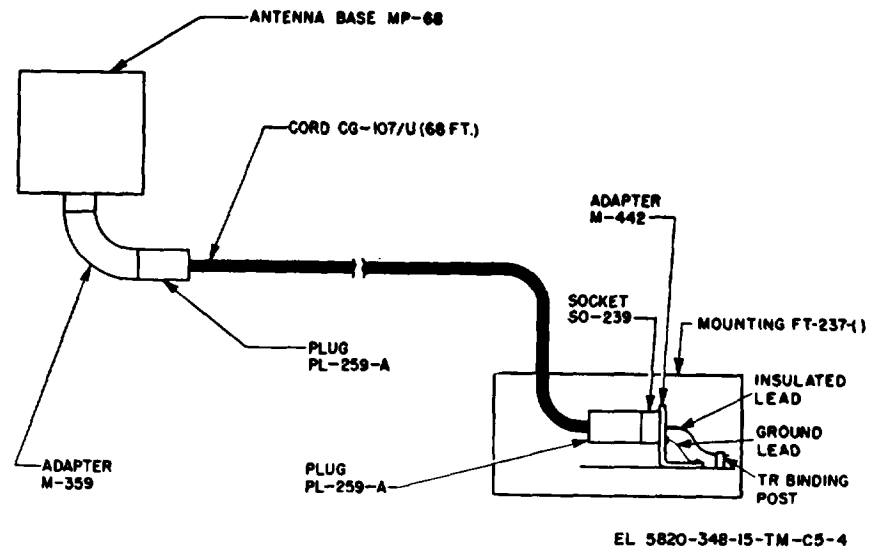 ANTENNA BASE MP-68
CORD CG-107/U (68 FT.)
ADAPTER
M-442
SOCKET
SO-239
MOUNTING FT-237-( )
PLUG
PL-259-A
INSULATED
LEAD
GROUND
LEAD
ADAPTER
M-359
PLUG
PL-259-A
TR BINDING
POST
EL 5820-348-15-TM-C5-4